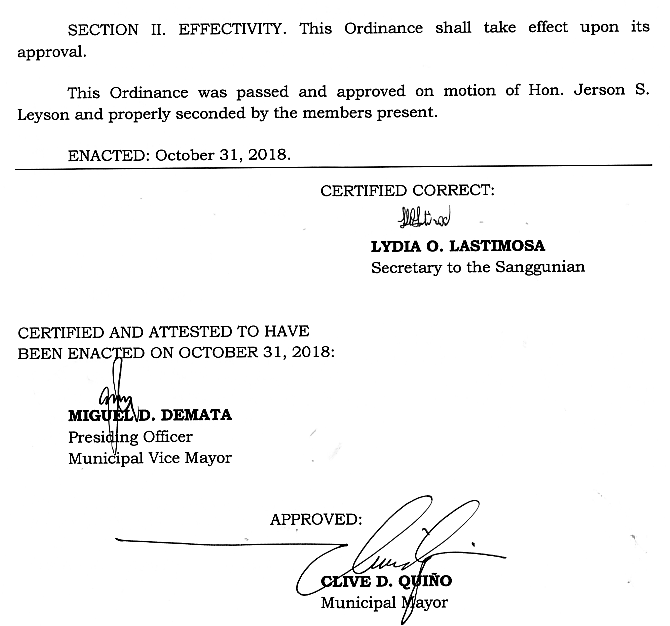 SECTION II. EFFECTIVITY. This Ordinance shall take effect upon its
approval.
This Ordinance was passed and approved on motion of Hon. Jerson S.
Leyson and properly seconded by the members present.
ENACTED: October 31, 2018.
CERTIFIED CORRECT:
LYDIA O. LASTIMOSA
Secretary to the Sanggunian
CERTIFIED AND ATTESTED TO HAVE
BEEN ENACTED ON OCTOBER 31, 2018:
MIGUEL D. DEMATA
Presiding Officer
Municipal Vice Mayor
APPROVED:
CLIVE D. QUIÑO
Municipal Mayor